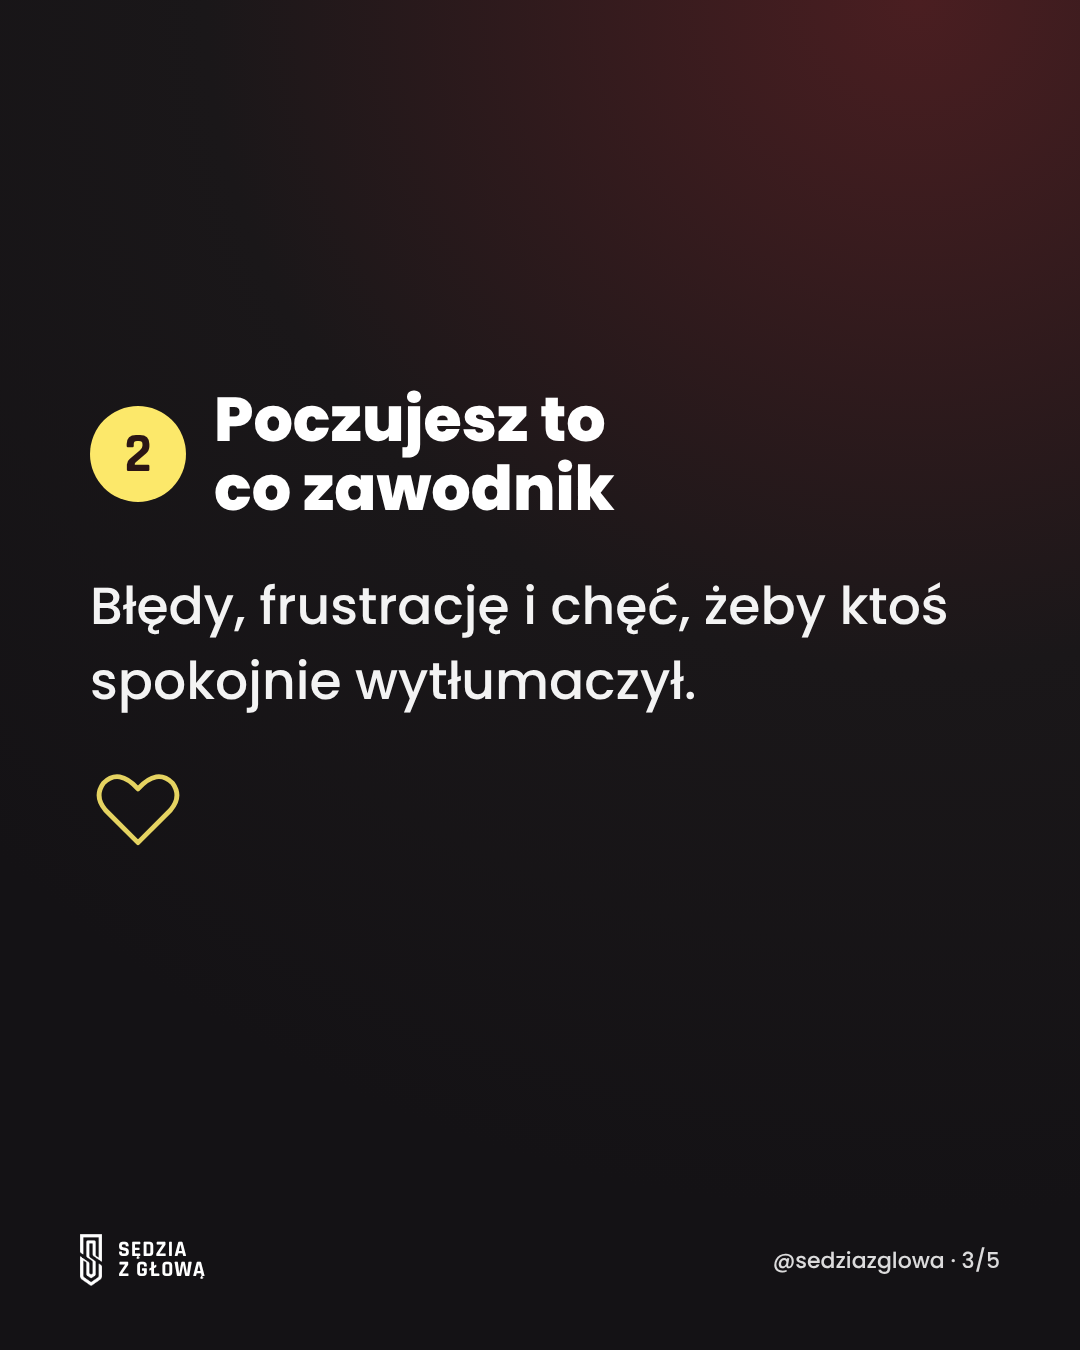 2
Poczujesz to
co zawodnik
Błędy, frustrację i chęć, żeby ktoś
spokojnie wytłumaczył.
SĘDZIA
Z GŁOWĄ
@sedziazglowa · 3/5